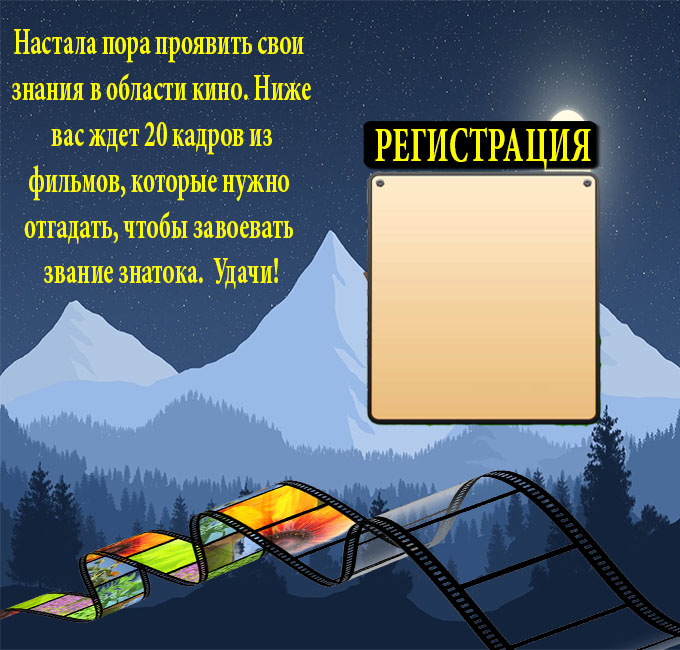 Настала пора проявить свои
знания в области кино. Ниже
вас ждет 20 кадров из
фильмов, которые нужно
отгадать, чтобы завоевать
звание знатока.  Удачи!
РЕГИСТРАЦИЯ